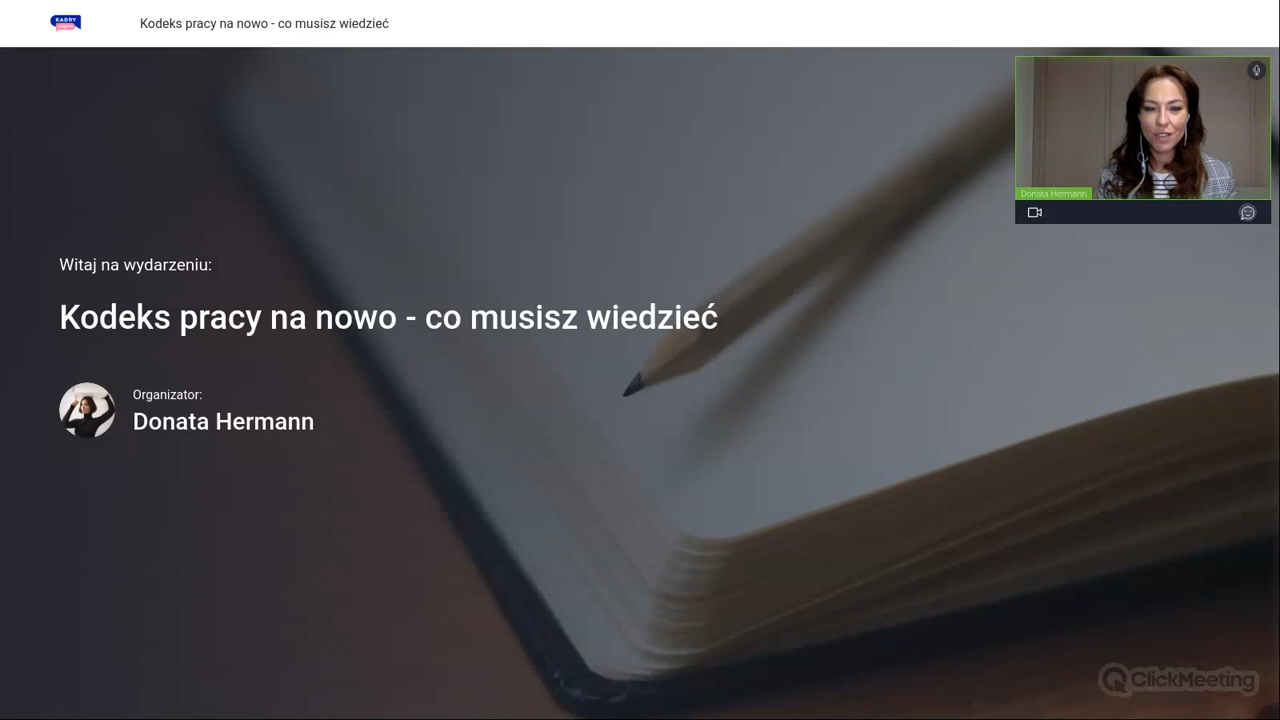 KADRY
Kodeks pracy na nowo - co musisz wiedzieć
Donata Hermann
Witaj na wydarzeniu:
Kodeks pracy na nowo - co musisz wiedzieć
Organizator:
Donata Hermann
ClickMeeting